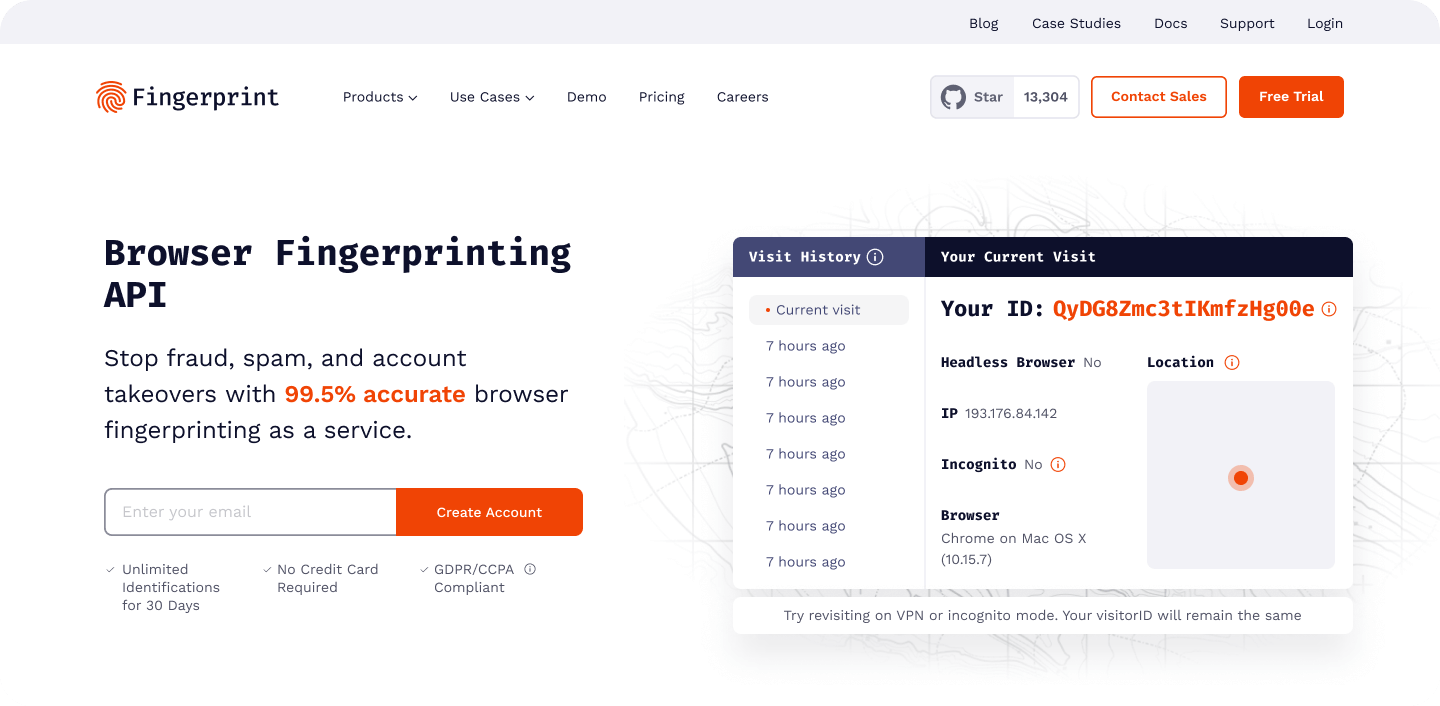 Blog Case Studies Docs Support Login
Fingerprint Products Use Cases Demo Pricing Careers Star 13,304 Contact Sales Free Trial
Browser Fingerprinting
API
Stop fraud, spam, and account
takeovers with 99.5% accurate browser
fingerprinting as a service.
Enter your email Create Account
Unlimited
Identifications
for 30 Days
No Credit Card
Required
GDPR/CCPA
Compliant
Visit History
Current visit
7 hours ago
7 hours ago
7 hours ago
7 hours ago
7 hours ago
7 hours ago
7 hours ago
Your Current Visit
Your ID: QyDG8Zmc3tIKmfzHg00e
Headless Browser No
IP 193.176.84.142
Incognito No
Browser
Chrome on Mac OS X
(10.15.7)
Location
Try revisiting on VPN or incognito mode. Your visitorID will remain the same